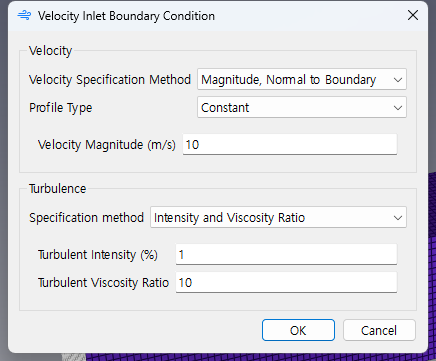 Velocity Inlet Boundary Condition
Velocity
Velocity Specification Method Magnitude, Normal to Boundary
Profile Type Constant
Velocity Magnitude (m/s) 10
Turbulence
Specification method Intensity and Viscosity Ratio
Turbulent Intensity (%) 1
Turbulent Viscosity Ratio 10
OK Cancel